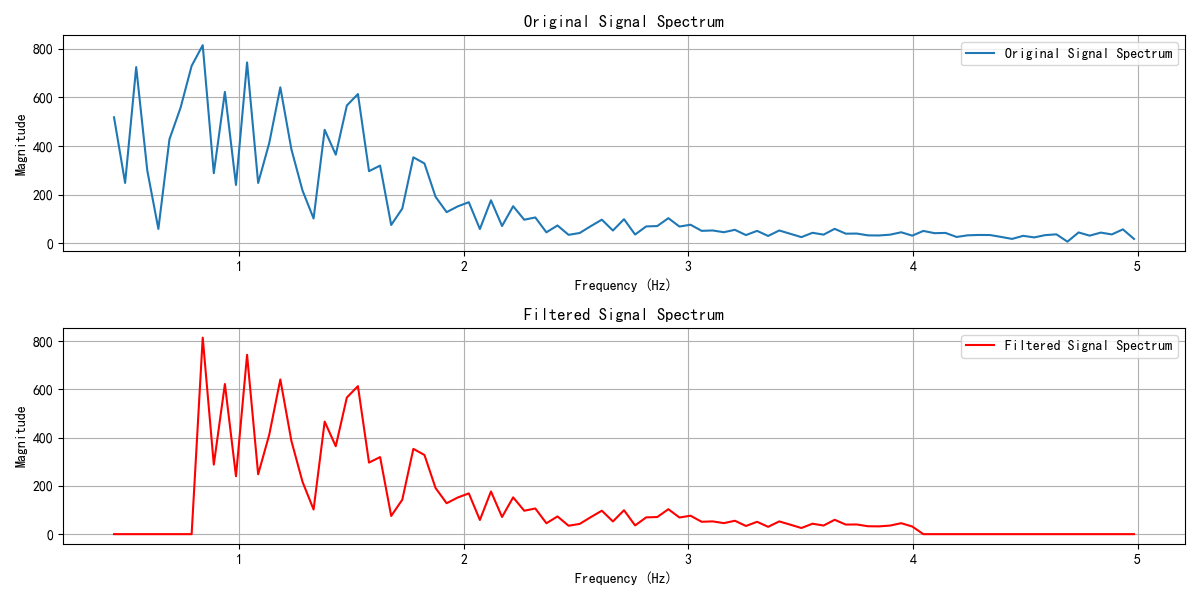 Original Signal Spectrum
Original Signal Spectrum
Magnitude
800
600
400
200
0
1 2 3 4 5
Frequency (Hz)
Filtered Signal Spectrum
Filtered Signal Spectrum
Magnitude
800
600
400
200
0
1 2 3 4 5
Frequency (Hz)